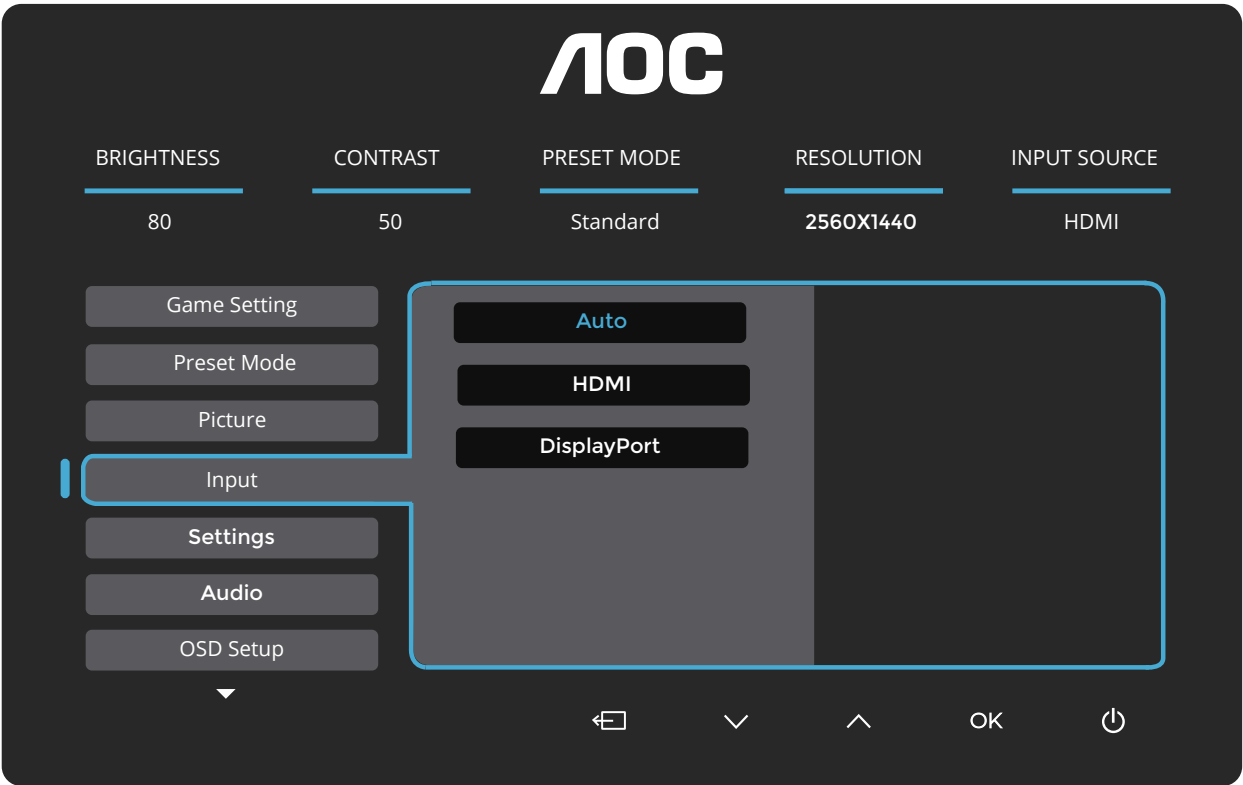 AOC
BRIGHTNESS CONTRAST PRESET MODE RESOLUTION INPUT SOURCE
80 50 Standard 2560X1440 HDMI
Game Setting
Auto
Preset Mode
HDMI
Picture
DisplayPort
Input
Settings
Audio
OSD Setup
OK